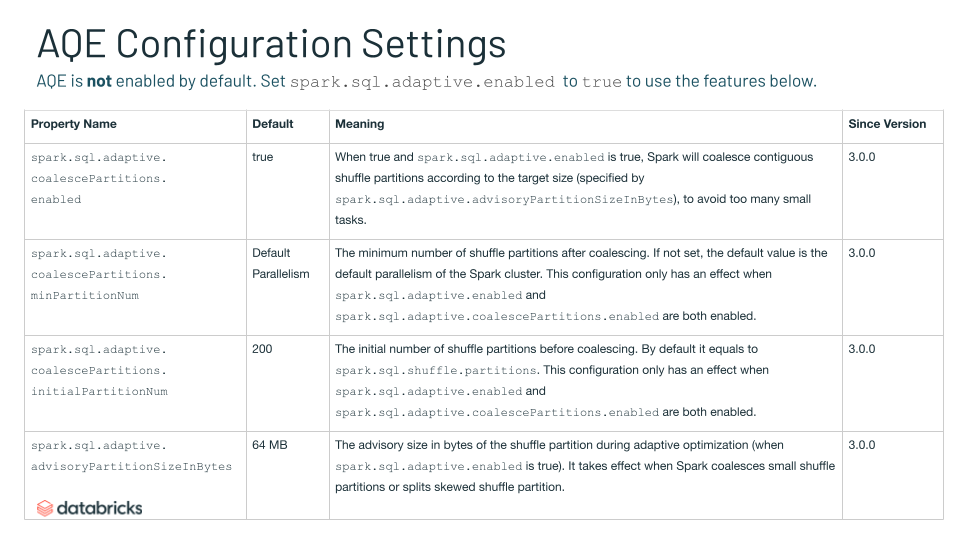 AQE Configuration Settings
AQE is not enabled by default. Set spark.sql.adaptive.enabled to true to use the features below.
Property Name Default Meaning Since Version
spark.sql.adaptive.
coalescePartitions.
enabled
true
When true and spark.sql.adaptive.enabled is true, Spark will coalesce contiguous
shuffle partitions according to the target size (specified by
spark.sql.adaptive.advisoryPartitionSizeInBytes), to avoid too many small
tasks.
3.0.0
spark.sql.adaptive.
coalescePartitions.
minPartitionNum
Default
Parallelism
The minimum number of shuffle partitions after coalescing. If not set, the default value is the
default parallelism of the Spark cluster. This configuration only has an effect when
spark.sql.adaptive.enabled and
spark.sql.adaptive.coalescePartitions.enabled are both enabled.
3.0.0
spark.sql.adaptive.
coalescePartitions.
initialPartitionNum
200
The initial number of shuffle partitions before coalescing. By default it equals to
spark.sql.shuffle.partitions. This configuration only has an effect when
spark.sql.adaptive.enabled and
spark.sql.adaptive.coalescePartitions.enabled are both enabled.
3.0.0
spark.sql.adaptive.
advisoryPartitionSizeInBytes
64 MB
The advisory size in bytes of the shuffle partition during adaptive optimization (when
spark.sql.adaptive.enabled is true). It takes effect when Spark coalesces small shuffle
partitions or splits skewed shuffle partition.
3.0.0
databricks